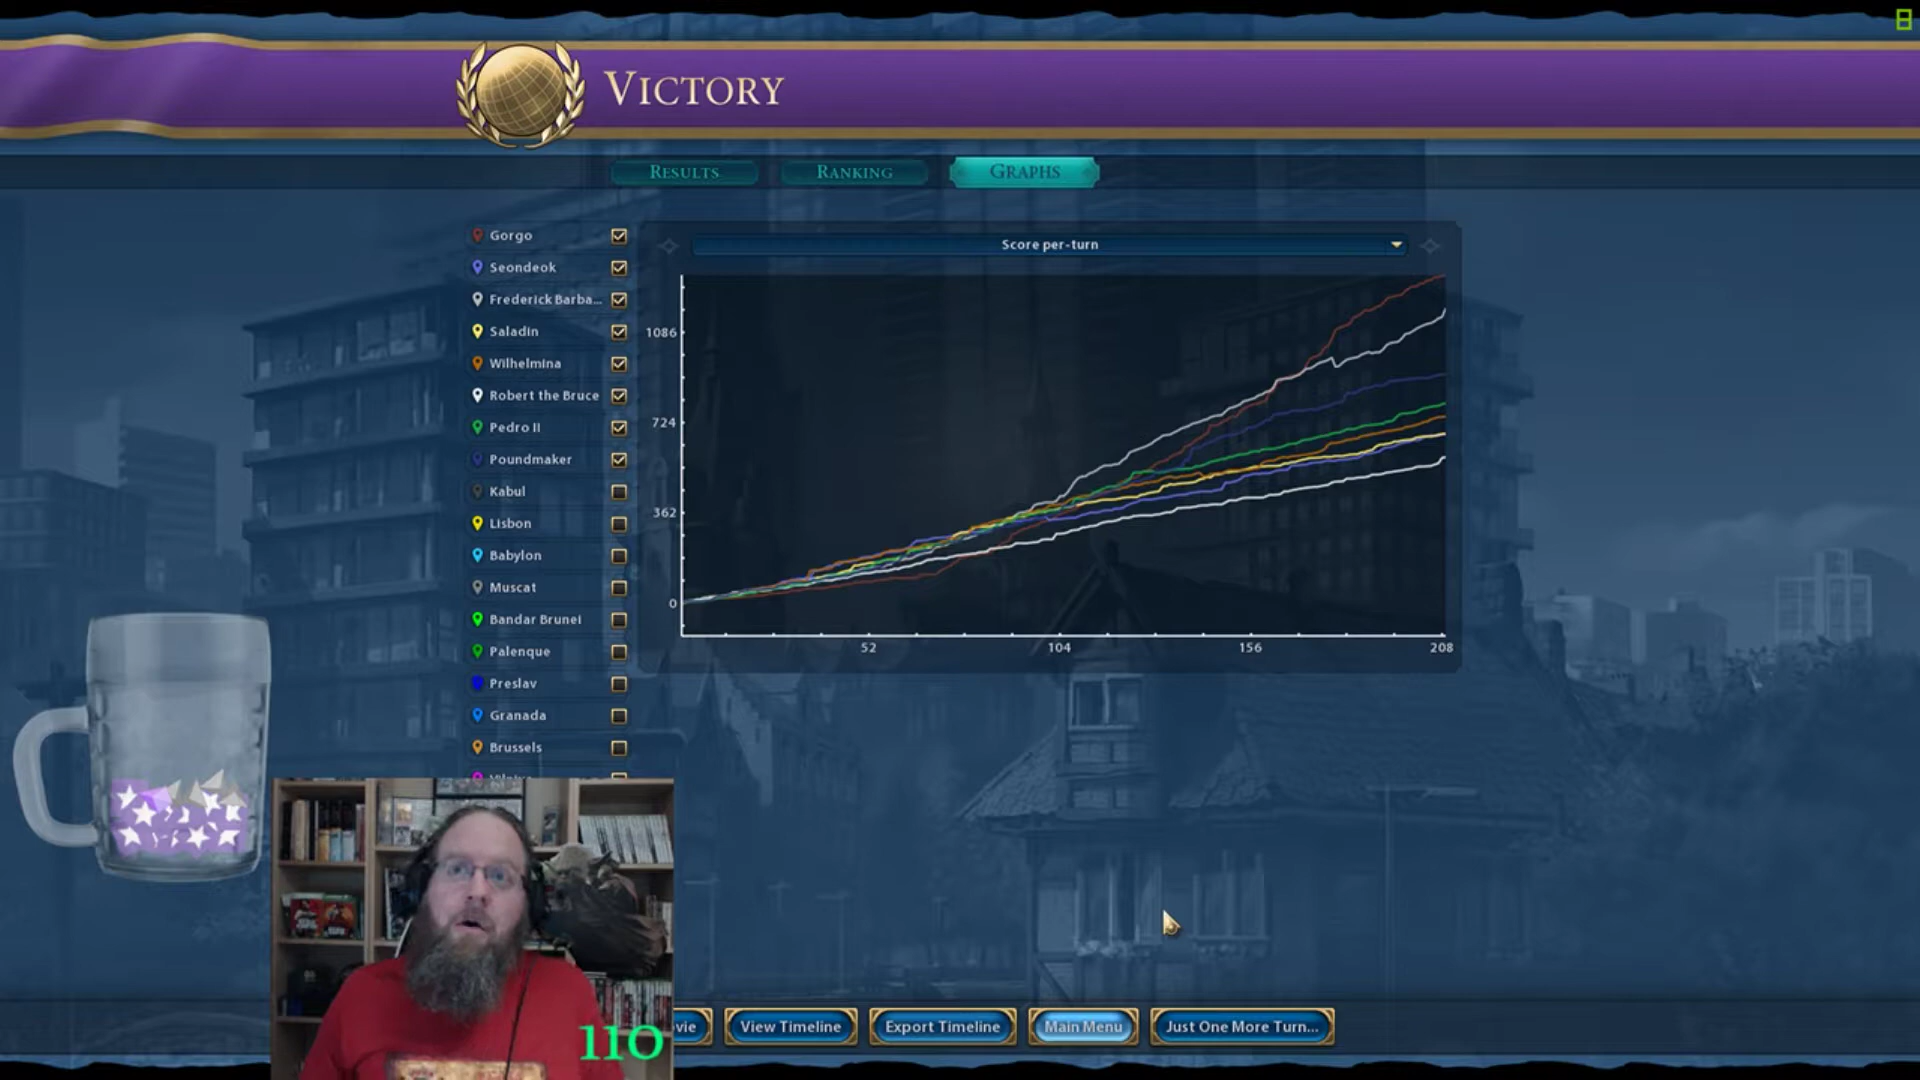 8
VICTORY
RESULTS
RANKING
GRAPHS
Gorgo
Seondeok
Frederick Barba...
Saladin
Wilhelmina
Robert the Bruce
Pedro II
Poundmaker
Kabul
Lisbon
Babylon
Muscat
Bandar Brunei
Palenque
Preslav
Granada
Brussels
Score per-turn
1086
724
362
0
52
104
156
208
110
vie
View Timeline
Export Timeline
Main Menu
Just One More Turn...